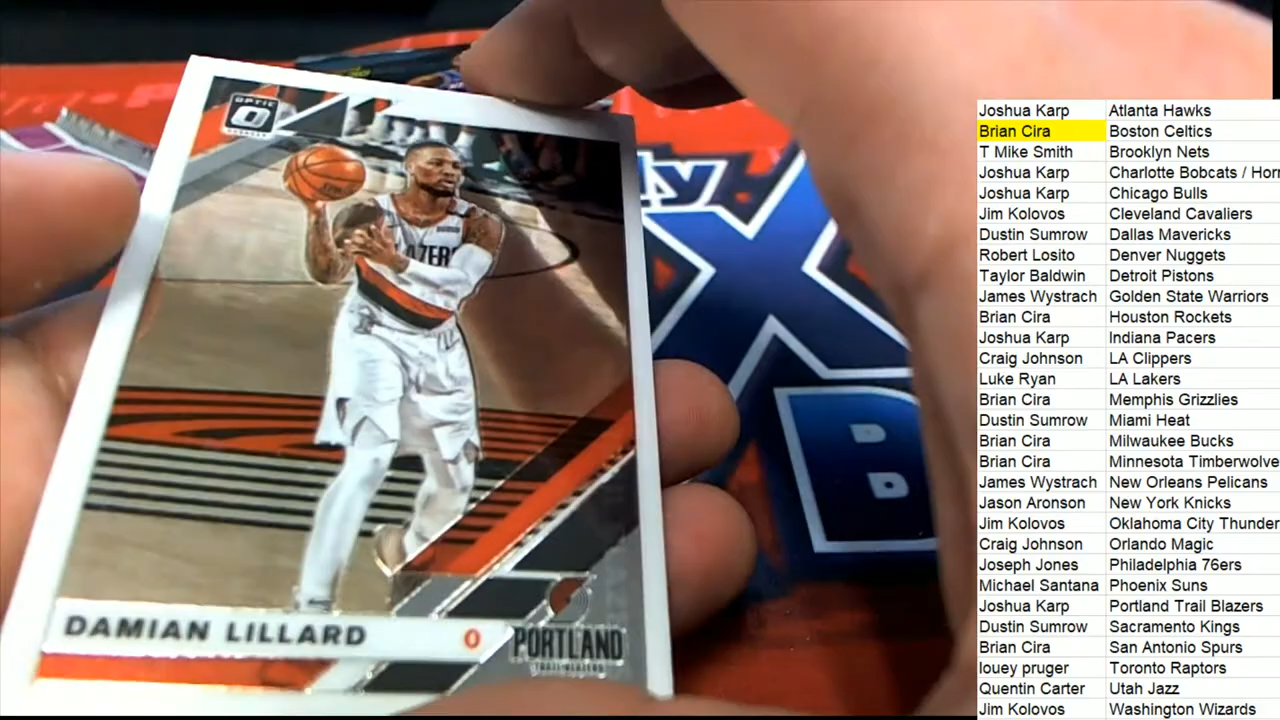 OPTIC
AZER
DAMIAN LILLARD 0 PORTLAND
TRAIL BLAZERS
ly
X
B
Joshua Karp Atlanta Hawks
Brian Cira Boston Celtics
T Mike Smith Brooklyn Nets
Joshua Karp Charlotte Bobcats / Horn
Joshua Karp Chicago Bulls
Jim Kolovos Cleveland Cavaliers
Dustin Sumrow Dallas Mavericks
Robert Losito Denver Nuggets
Taylor Baldwin Detroit Pistons
James Wystrach Golden State Warriors
Brian Cira Houston Rockets
Joshua Karp Indiana Pacers
Craig Johnson LA Clippers
Luke Ryan LA Lakers
Brian Cira Memphis Grizzlies
Dustin Sumrow Miami Heat
Brian Cira Milwaukee Bucks
Brian Cira Minnesota Timberwolve
James Wystrach New Orleans Pelicans
Jason Aronson New York Knicks
Jim Kolovos Oklahoma City Thunder
Craig Johnson Orlando Magic
Joseph Jones Philadelphia 76ers
Michael Santana Phoenix Suns
Joshua Karp Portland Trail Blazers
Dustin Sumrow Sacramento Kings
Brian Cira San Antonio Spurs
louey pruger Toronto Raptors
Quentin Carter Utah Jazz
Jim Kolovos Washington Wizards